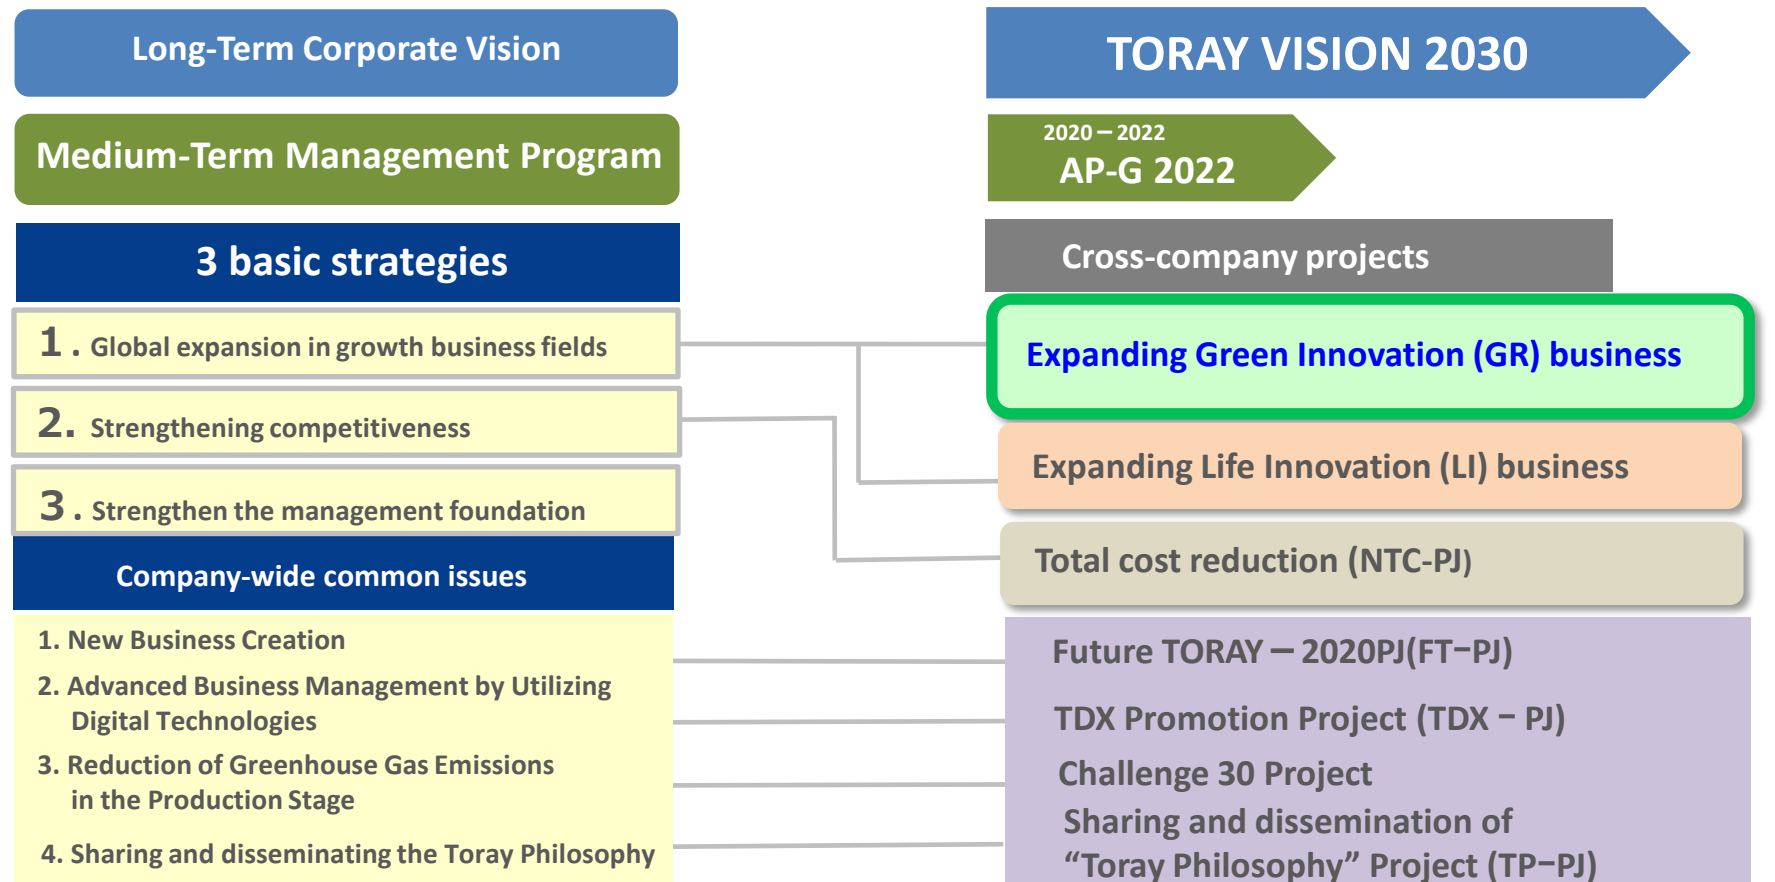 Long-Term Corporate Vision
TORAY VISION 2030
Medium-Term Management Program
2020－2022
AP-G 2022
3 basic strategies
Cross-company projects
1. Global expansion in growth business fields
Expanding Green Innovation (GR) business
2. Strengthening competitiveness
Expanding Life Innovation (LI) business
3. Strengthen the management foundation
Total cost reduction (NTC-PJ)
Company-wide common issues
1. New Business Creation
Future TORAY－2020PJ(FT−PJ)
2. Advanced Business Management by Utilizing
Digital Technologies
TDX Promotion Project (TDX − PJ)
3. Reduction of Greenhouse Gas Emissions
in the Production Stage
Challenge 30 Project
4. Sharing and disseminating the Toray Philosophy
Sharing and dissemination of
“Toray Philosophy” Project (TP−PJ)